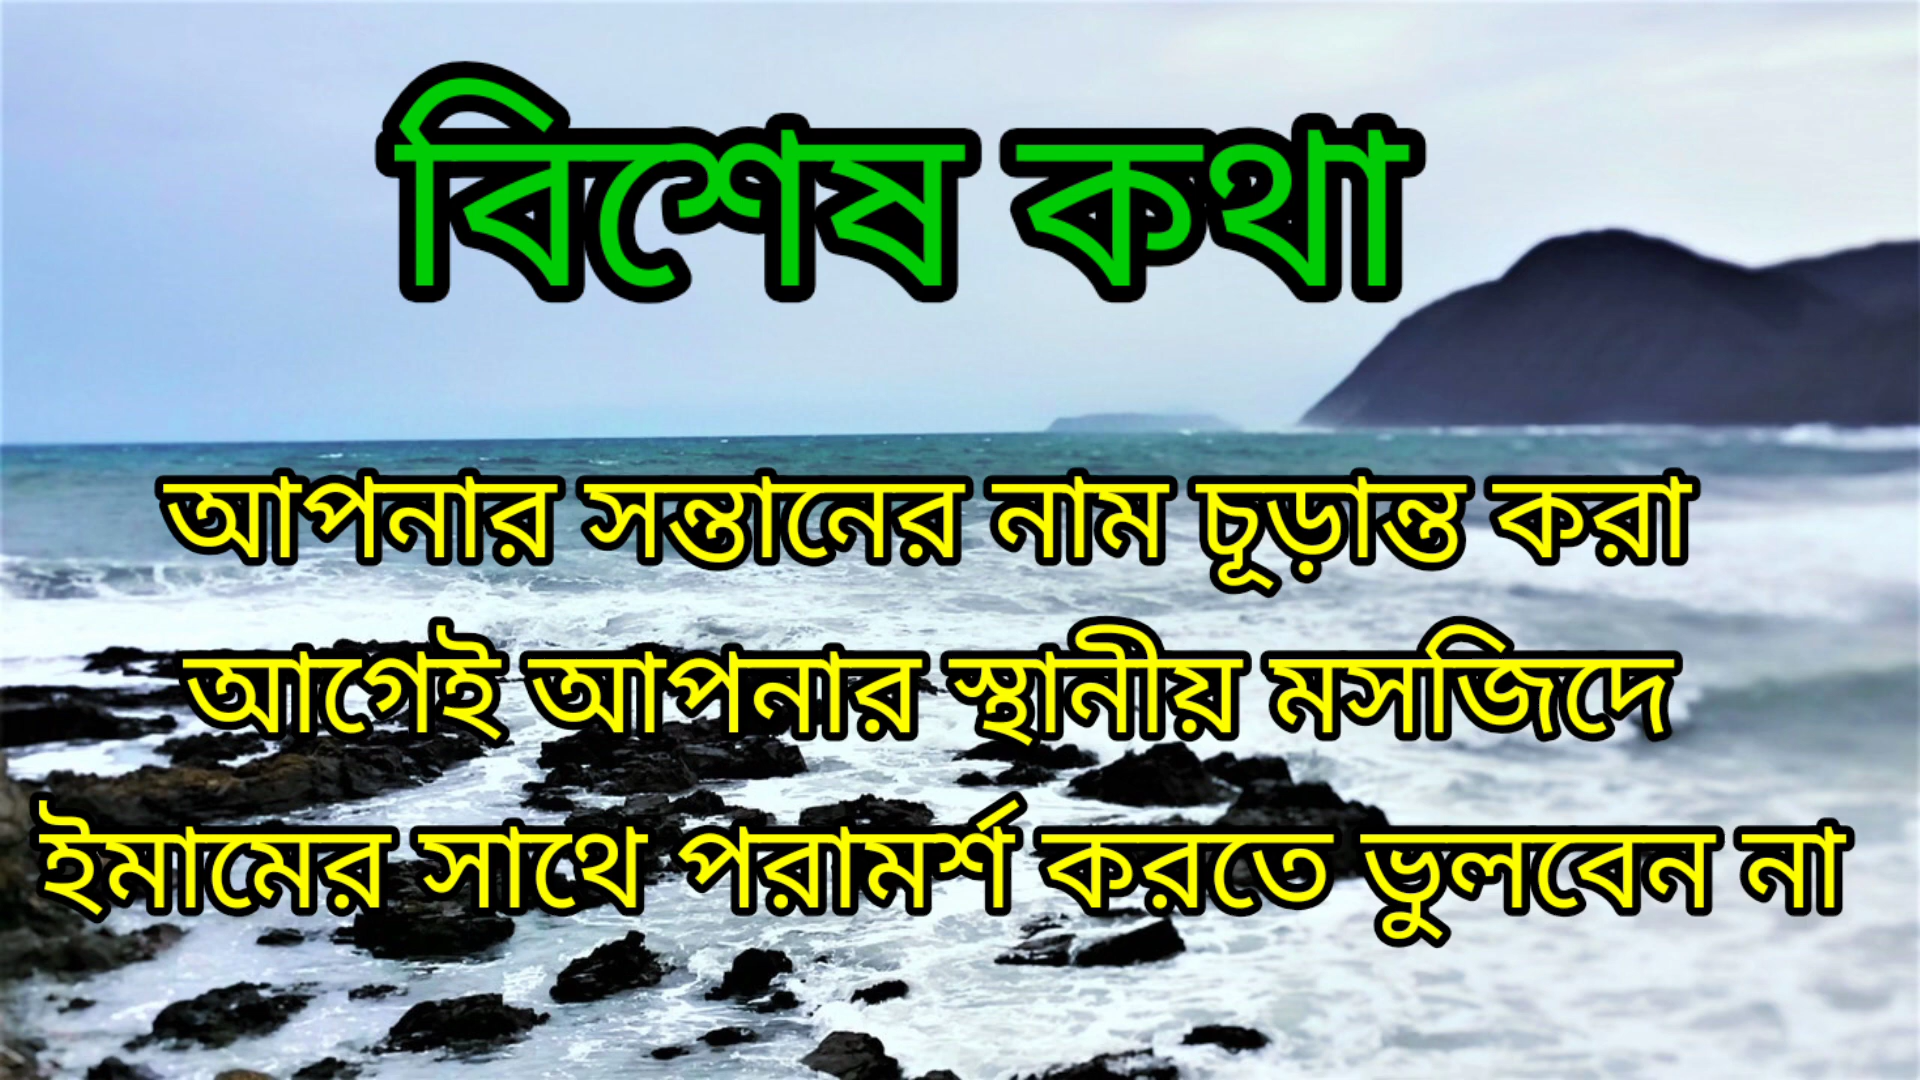 বিশেষ কথা
আপনার সন্তানের নাম চূড়ান্ত করা
আগেই আপনার স্থানীয় মসজিদে
ইমামের সাথে পরামর্শ করতে ভুলবেন না